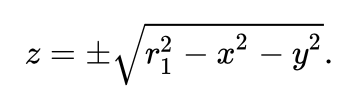 z = ±√(r₁² − x² − y²).